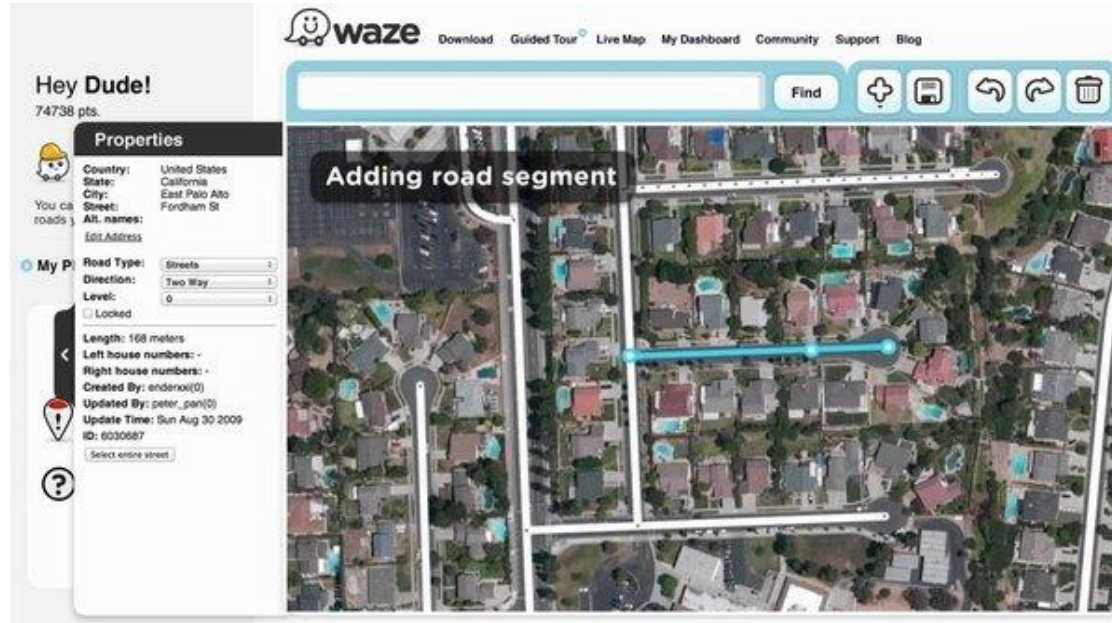 waze
Download Guided Tour Live Map My Dashboard Community Support Blog
Hey Dude!
74738 pts.
Find
Properties
Country: United States
State: California
City: East Palo Alto
Street: Fordham St
Alt. names:
Edit Address
You ca
roads y
My P
Road Type: Streets
Direction: Two Way
Level: 0
Locked
Length: 168 meters
Left house numbers: -
Right house numbers: -
Created By: enderxxi(0)
Updated By: peter_pan(0)
Update Time: Sun Aug 30 2009
ID: 6030687
Select entire street
Adding road segment